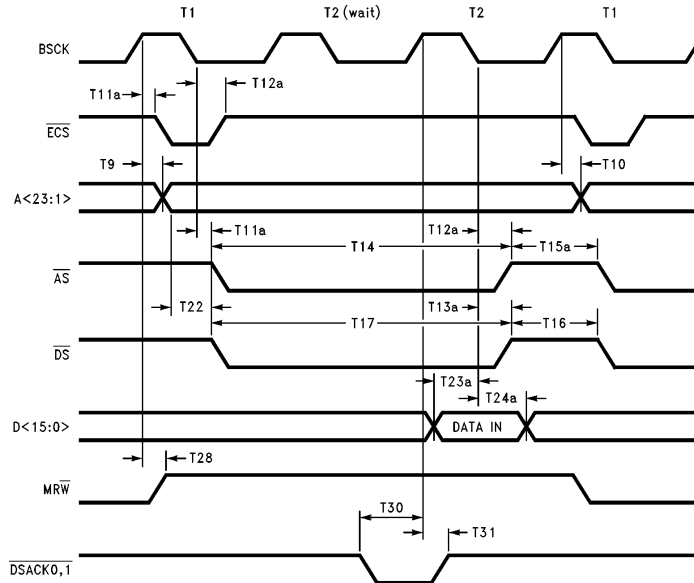 T1 T2 (wait) T2 T1
BSCK
T11a T12a
ECS
T9 T10
A<23:1>
T11a T14 T12a T15a
AS
T22 T17 T13a T16
DS
T23a T24a
D<15:0> DATA IN
T28
MRW
T30
T31
DSACK0,1